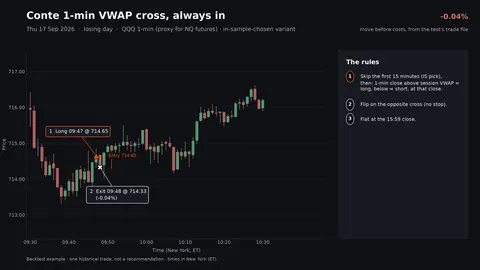 Conte 1-min VWAP cross, always in
-0.04%
Thu 17 Sep 2026 · losing day · QQQ 1-min (proxy for NQ futures) · in-sample-chosen variant
move before costs, from the test's trade file
The rules
1 Skip the first 15 minutes (IS pick),
then: 1-min close above session VWAP =
long, below = short, at that close.
2 Flip on the opposite cross (no stop).
3 Flat at the 15:59 close.
717.00
716.00
715.00
714.00
713.00
Price
1 Long 09:47 @ 714.65
entry 714.65
2 Exit 09:48 @ 714.33
(-0.04%)
09:30
09:40
09:50
10:00
10:10
10:20
10:30
Time (New York, ET)
Backtest example · one historical trade, not a recommendation · times in New York (ET)